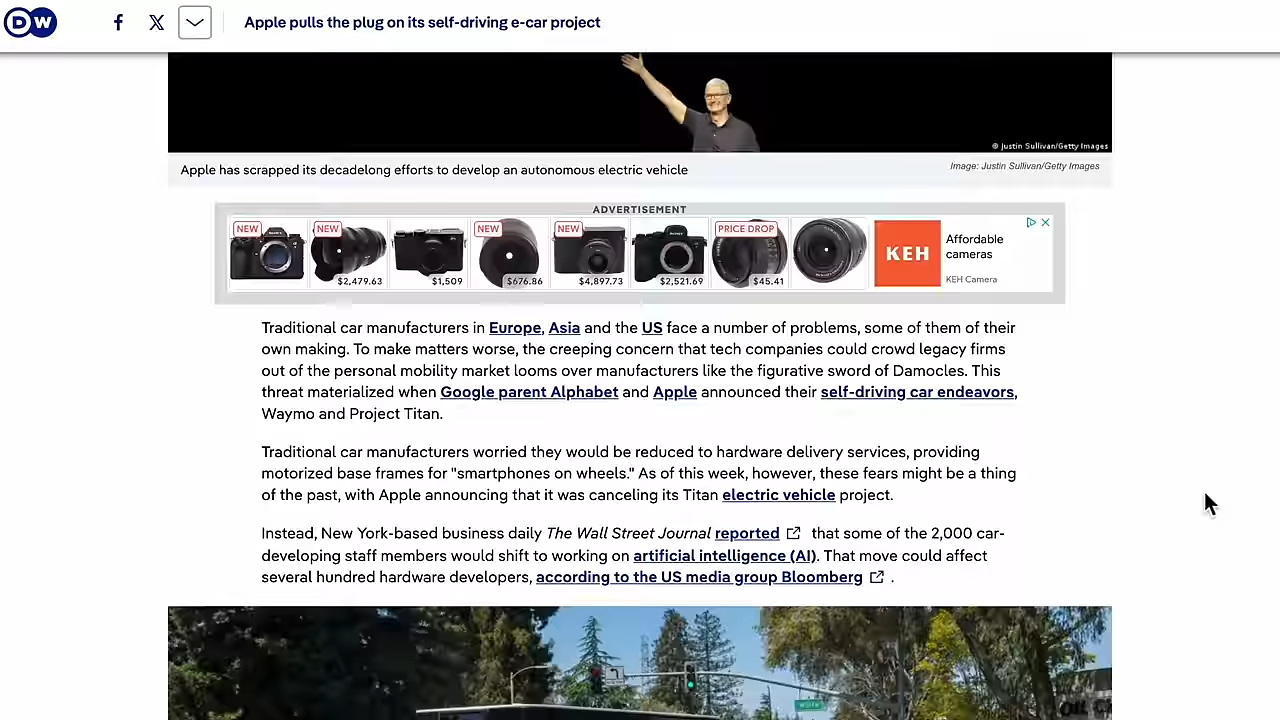 DW
Apple pulls the plug on its self-driving e-car project
© Justin Sullivan/Getty Images
Apple has scrapped its decadelong efforts to develop an autonomous electric vehicle
Image: Justin Sullivan/Getty Images
ADVERTISEMENT
NEW NEW NEW NEW PRICE DROP
$2,479.63 $1,509 $676.86 $4,897.73 $2,521.69 $45.41
KEH
Affordable
cameras
KEH Camera
Traditional car manufacturers in Europe, Asia and the US face a number of problems, some of them of their
own making. To make matters worse, the creeping concern that tech companies could crowd legacy firms
out of the personal mobility market looms over manufacturers like the figurative sword of Damocles. This
threat materialized when Google parent Alphabet and Apple announced their self-driving car endeavors,
Waymo and Project Titan.
Traditional car manufacturers worried they would be reduced to hardware delivery services, providing
motorized base frames for "smartphones on wheels." As of this week, however, these fears might be a thing
of the past, with Apple announcing that it was canceling its Titan electric vehicle project.
Instead, New York-based business daily The Wall Street Journal reported that some of the 2,000 car-
developing staff members would shift to working on artificial intelligence (AI). That move could affect
several hundred hardware developers, according to the US media group Bloomberg .